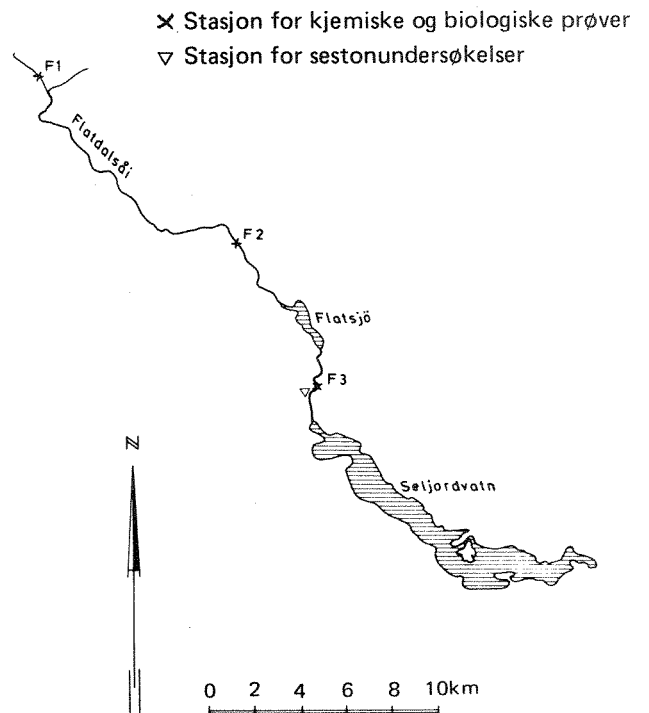 Stasjon for kjemiske og biologiske prøver
Stasjon for sestonundersøkelser
F1
Flatdalsåi
F2
Flatsjö
F3
N
Seljordvatn
0 2 4 6 8 10km